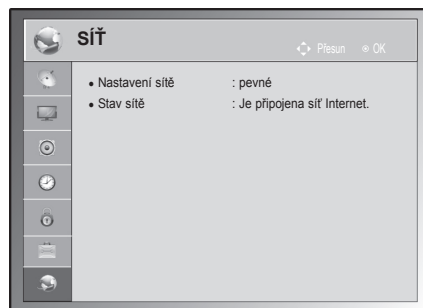 SÍŤ
Přesun OK
• Nastavení sítě : pevné
• Stav sítě : Je připojena síť Internet.